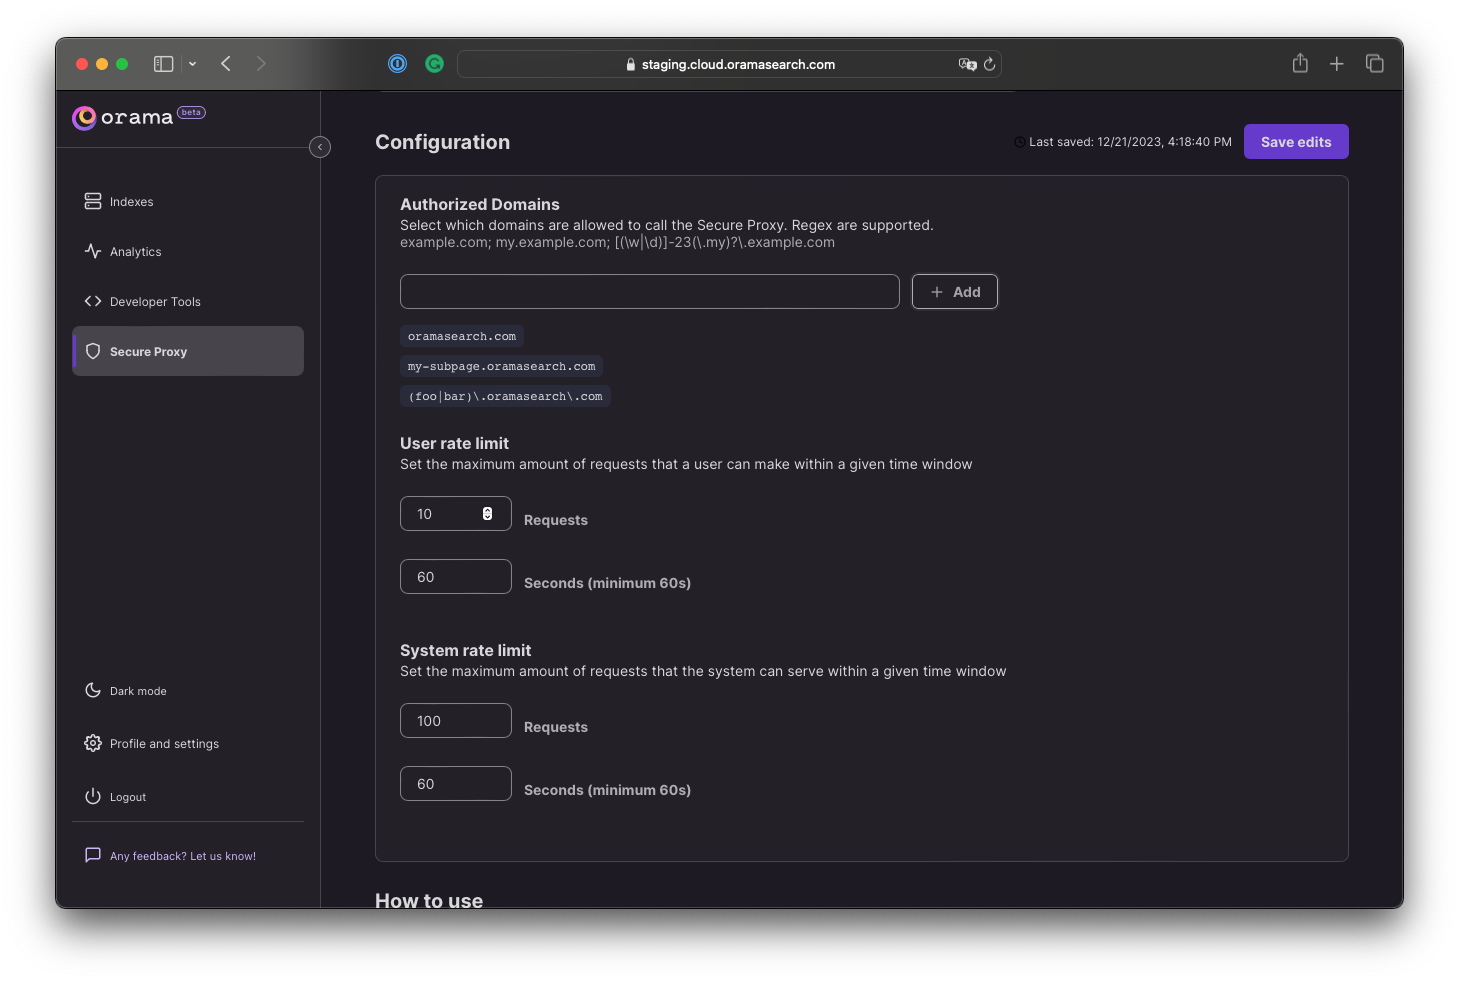 staging.cloud.oramasearch.com
orama beta
Configuration
Last saved: 12/21/2023, 4:18:40 PM
Save edits
Indexes
Analytics
Developer Tools
Secure Proxy
Authorized Domains
Select which domains are allowed to call the Secure Proxy. Regex are supported.
example.com; my.example.com; [(\w|\d)]-23(\.my)?\.example.com
Add
oramasearch.com
my-subpage.oramasearch.com
(foo|bar)\.oramasearch\.com
User rate limit
Set the maximum amount of requests that a user can make within a given time window
10 Requests
60 Seconds (minimum 60s)
System rate limit
Set the maximum amount of requests that the system can serve within a given time window
100 Requests
60 Seconds (minimum 60s)
Dark mode
Profile and settings
Logout
Any feedback? Let us know!
How to use